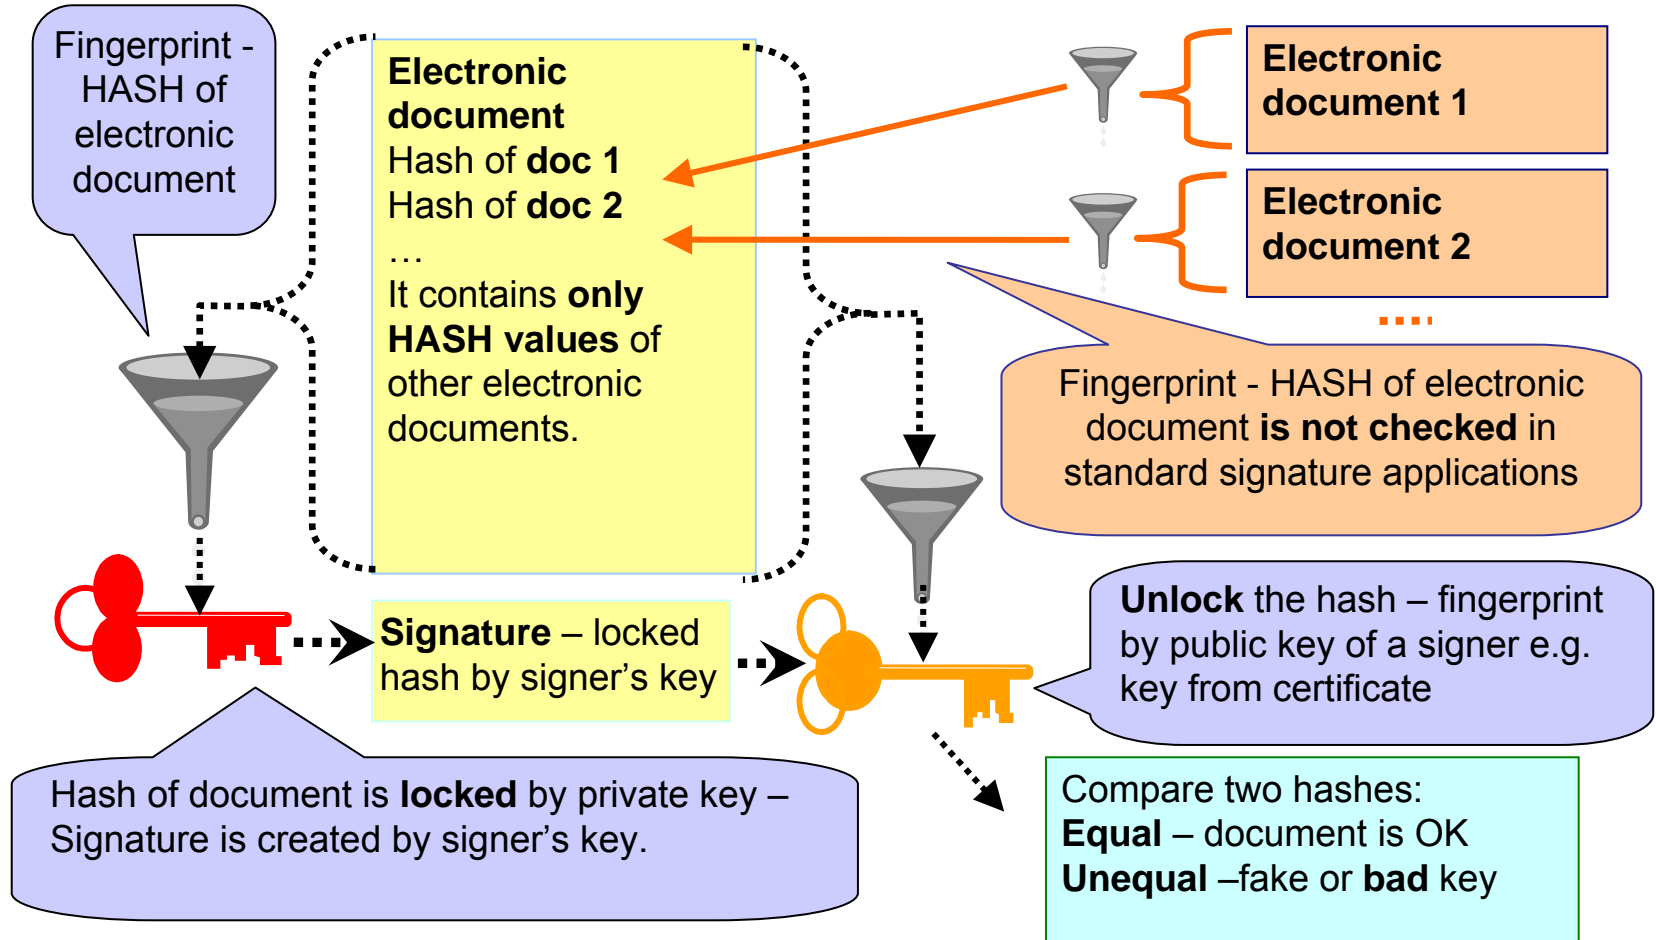 Fingerprint -
HASH of
electronic
document
Electronic
document
Hash of doc 1
Hash of doc 2
…
It contains only
HASH values of
other electronic
documents.
Electronic
document 1
Electronic
document 2
Fingerprint - HASH of electronic
document is not checked in
standard signature applications
Signature – locked
hash by signer’s key
Unlock the hash – fingerprint
by public key of a signer e.g.
key from certificate
Hash of document is locked by private key –
Signature is created by signer’s key.
Compare two hashes:
Equal – document is OK
Unequal –fake or bad key